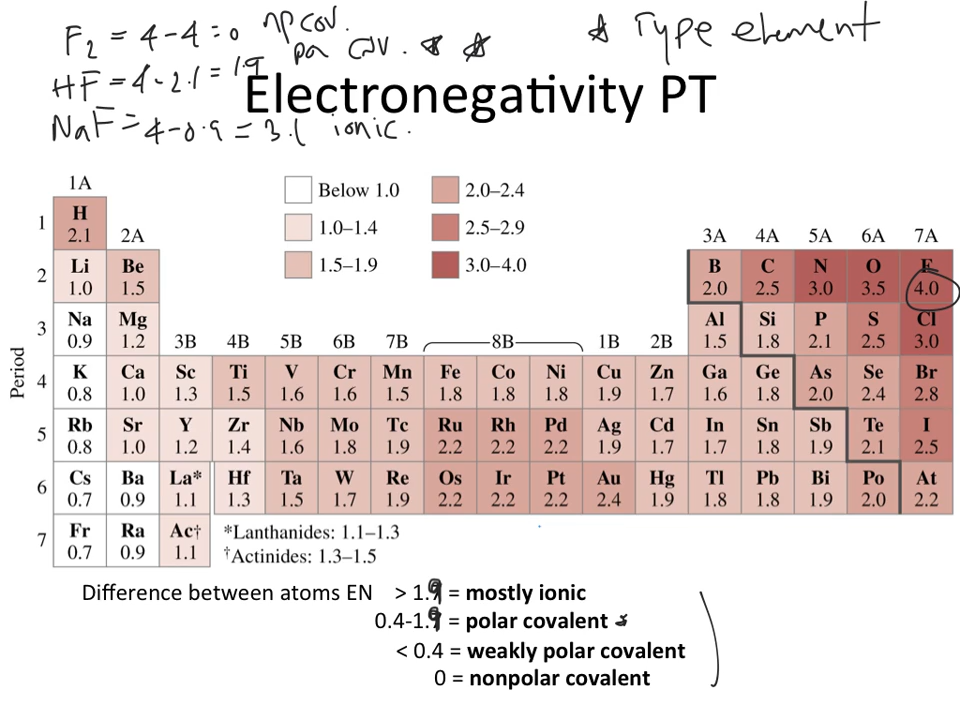 F₂ = 4-4=0 np cov.
HF = 4-2.1 = 1.9 cov.
NaF = 4-0.9 = 3.1 ionic.
Type element
Electronegativity PT
1A
Below 1.0 2.0–2.4
1 H 2.1 2A 1.0–1.4 2.5–2.9 3A 4A 5A 6A 7A
1.5–1.9 3.0–4.0
2 Li 1.0 Be 1.5 B 2.0 C 2.5 N 3.0 O 3.5 F 4.0
3 Na 0.9 Mg 1.2 3B 4B 5B 6B 7B 8B 1B 2B Al 1.5 Si 1.8 P 2.1 S 2.5 Cl 3.0
Period
4 K 0.8 Ca 1.0 Sc 1.3 Ti 1.5 V 1.6 Cr 1.6 Mn 1.5 Fe 1.8 Co 1.8 Ni 1.8 Cu 1.9 Zn 1.7 Ga 1.6 Ge 1.8 As 2.0 Se 2.4 Br 2.8
5 Rb 0.8 Sr 1.0 Y 1.2 Zr 1.4 Nb 1.6 Mo 1.8 Tc 1.9 Ru 2.2 Rh 2.2 Pd 2.2 Ag 1.9 Cd 1.7 In 1.7 Sn 1.8 Sb 1.9 Te 2.1 I 2.5
6 Cs 0.7 Ba 0.9 La* 1.1 Hf 1.3 Ta 1.5 W 1.7 Re 1.9 Os 2.2 Ir 2.2 Pt 2.2 Au 2.4 Hg 1.9 Tl 1.8 Pb 1.8 Bi 1.9 Po 2.0 At 2.2
7 Fr 0.7 Ra 0.9 Ac† 1.1
*Lanthanides: 1.1–1.3
†Actinides: 1.3–1.5
Difference between atoms EN > 1.9 = mostly ionic
0.4-1.9 = polar covalent
< 0.4 = weakly polar covalent
0 = nonpolar covalent